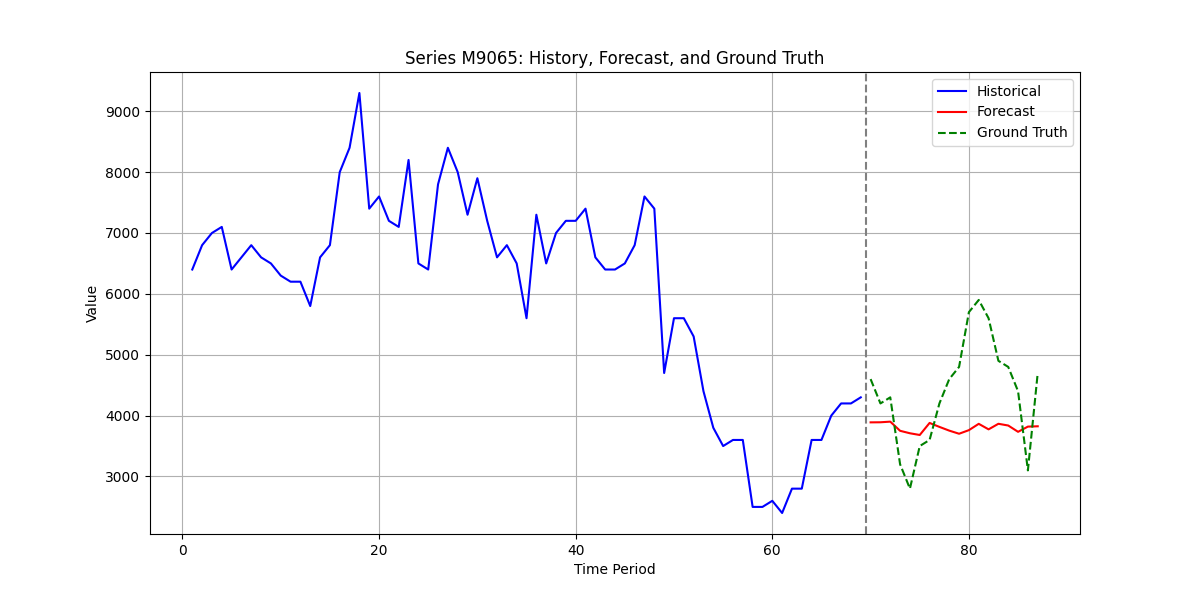 Series M9065: History, Forecast, and Ground Truth
Historical
Forecast
Ground Truth
9000
8000
7000
6000
5000
4000
3000
Value
0 20 40 60 80
Time Period